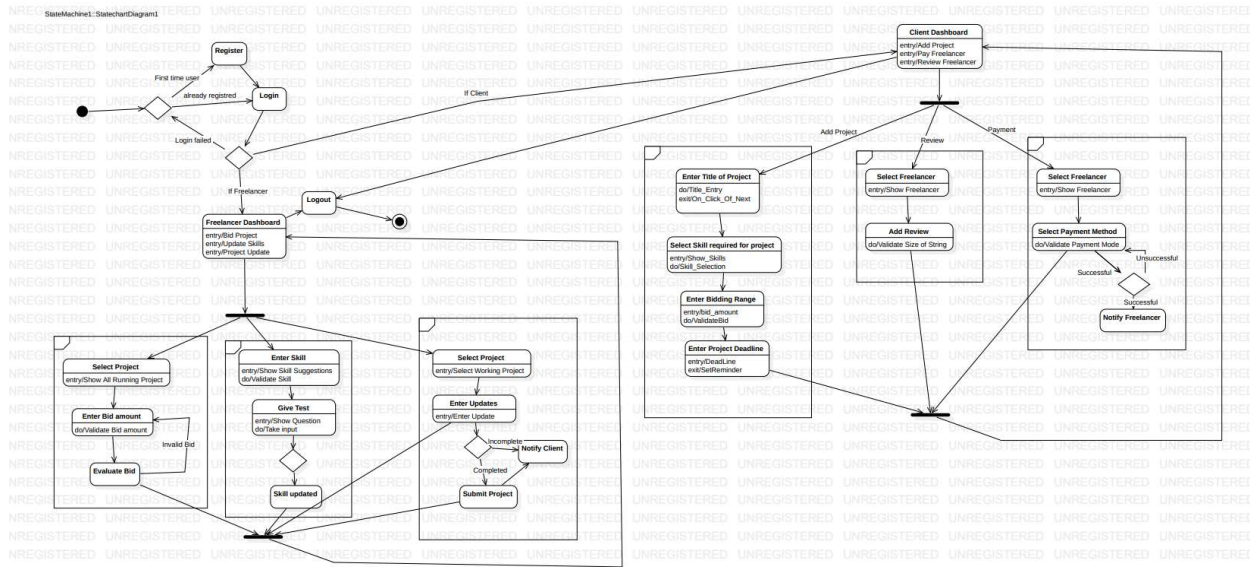 StateMachine1::StatechartDiagram1
Register
First time user
already registred
Login
Login failed
If Client
If Freelancer
Logout
Freelancer Dashboard
entry/Bid Project
entry/Update Skills
entry/Project Update
Select Project
entry/Show All Running Project
Enter Bid amount
do/Validate Bid amount
Invalid Bid
Evaluate Bid
Enter Skill
entry/Show Skill Suggestions
do/Validate Skill
Give Test
entry/Show Question
do/Take input
Skill updated
Select Project
entry/Select Working Project
Enter Updates
entry/Enter Update
Incomplete
Notify Client
Completed
Submit Project
Client Dashboard
entry/Add Project
entry/Pay Freelancer
entry/Review Freelancer
Add Project
Review
Payment
Enter Title of Project
do/Title_Entry
exit/On_Click_Of_Next
Select Skill required for project
entry/Show_Skills
do/Skill_Selection
Enter Bidding Range
entry/bid_amount
do/ValidateBid
Enter Project Deadline
entry/DeadLine
exit/SetReminder
Select Freelancer
entry/Show Freelancer
Add Review
do/Validate Size of String
Select Freelancer
entry/Show Freelancer
Select Payment Method
do/Validate Payment Mode
Unsuccessful
Successful
Successful
Notify Freelancer
UNREGISTERED